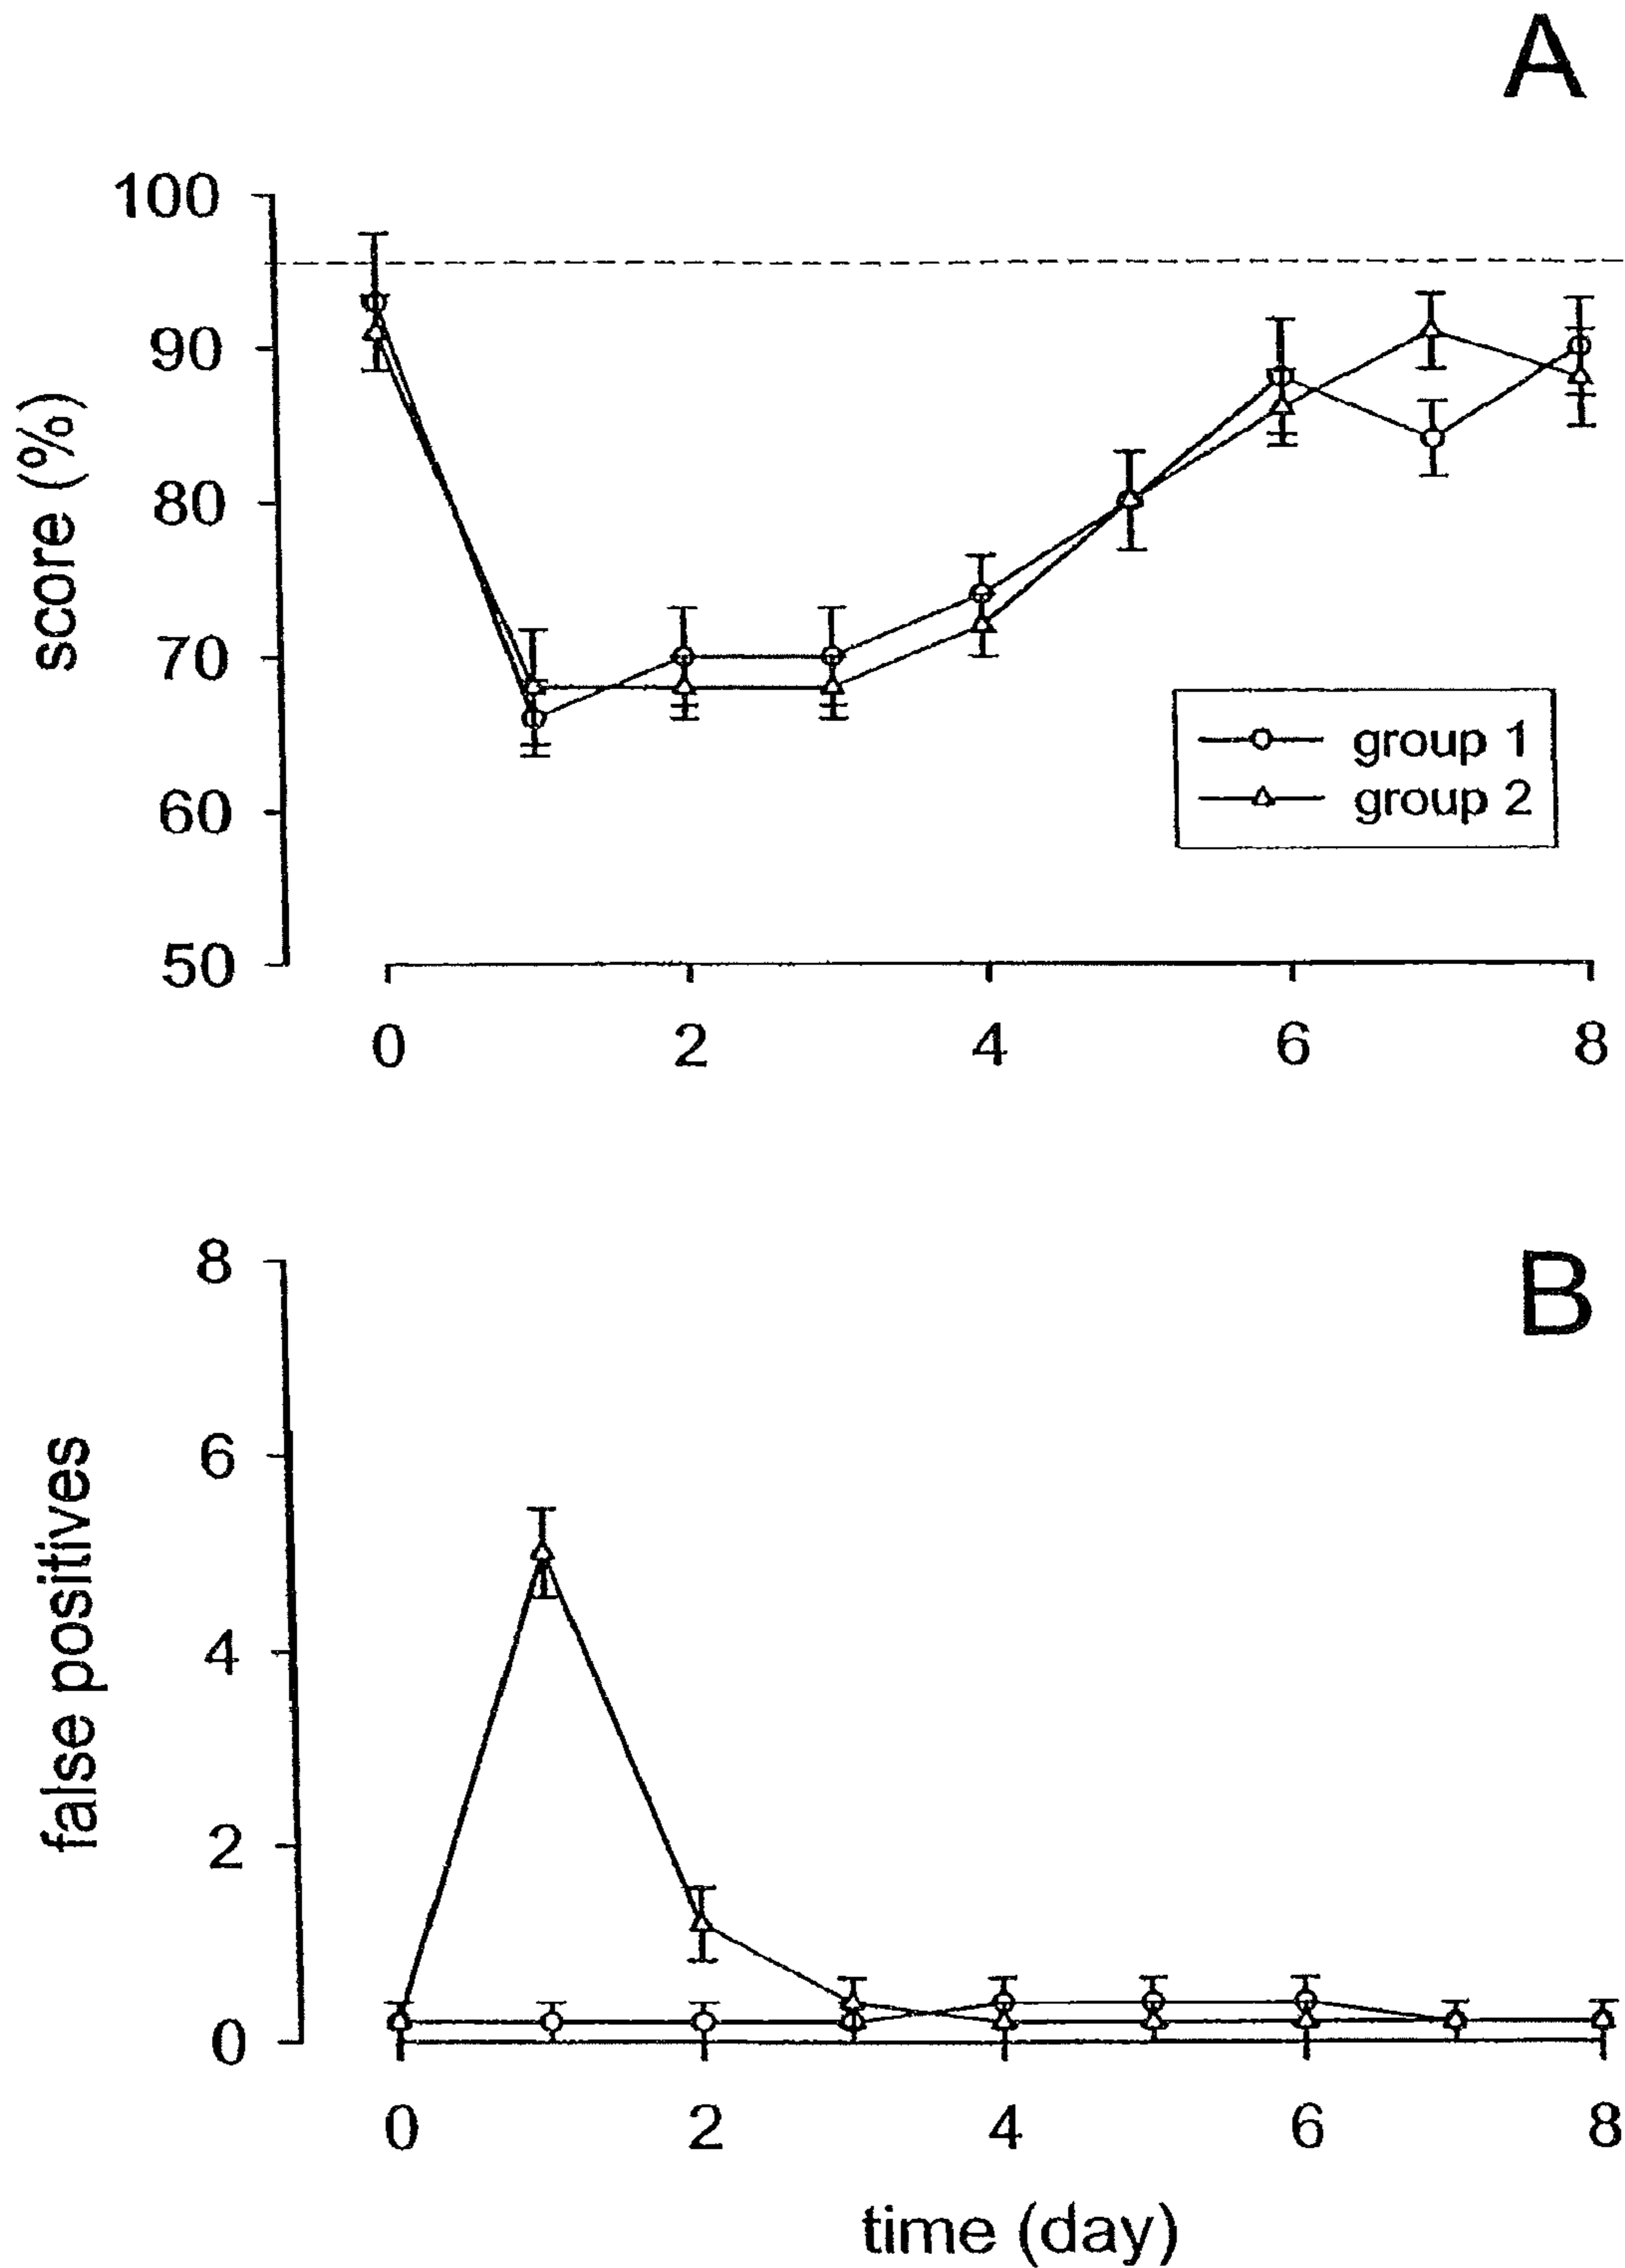 A
100
90
80
70
60
50
score (%)
group 1
group 2
0 2 4 6 8
B
8
6
4
2
0
false positives
0 2 4 6 8
time (day)